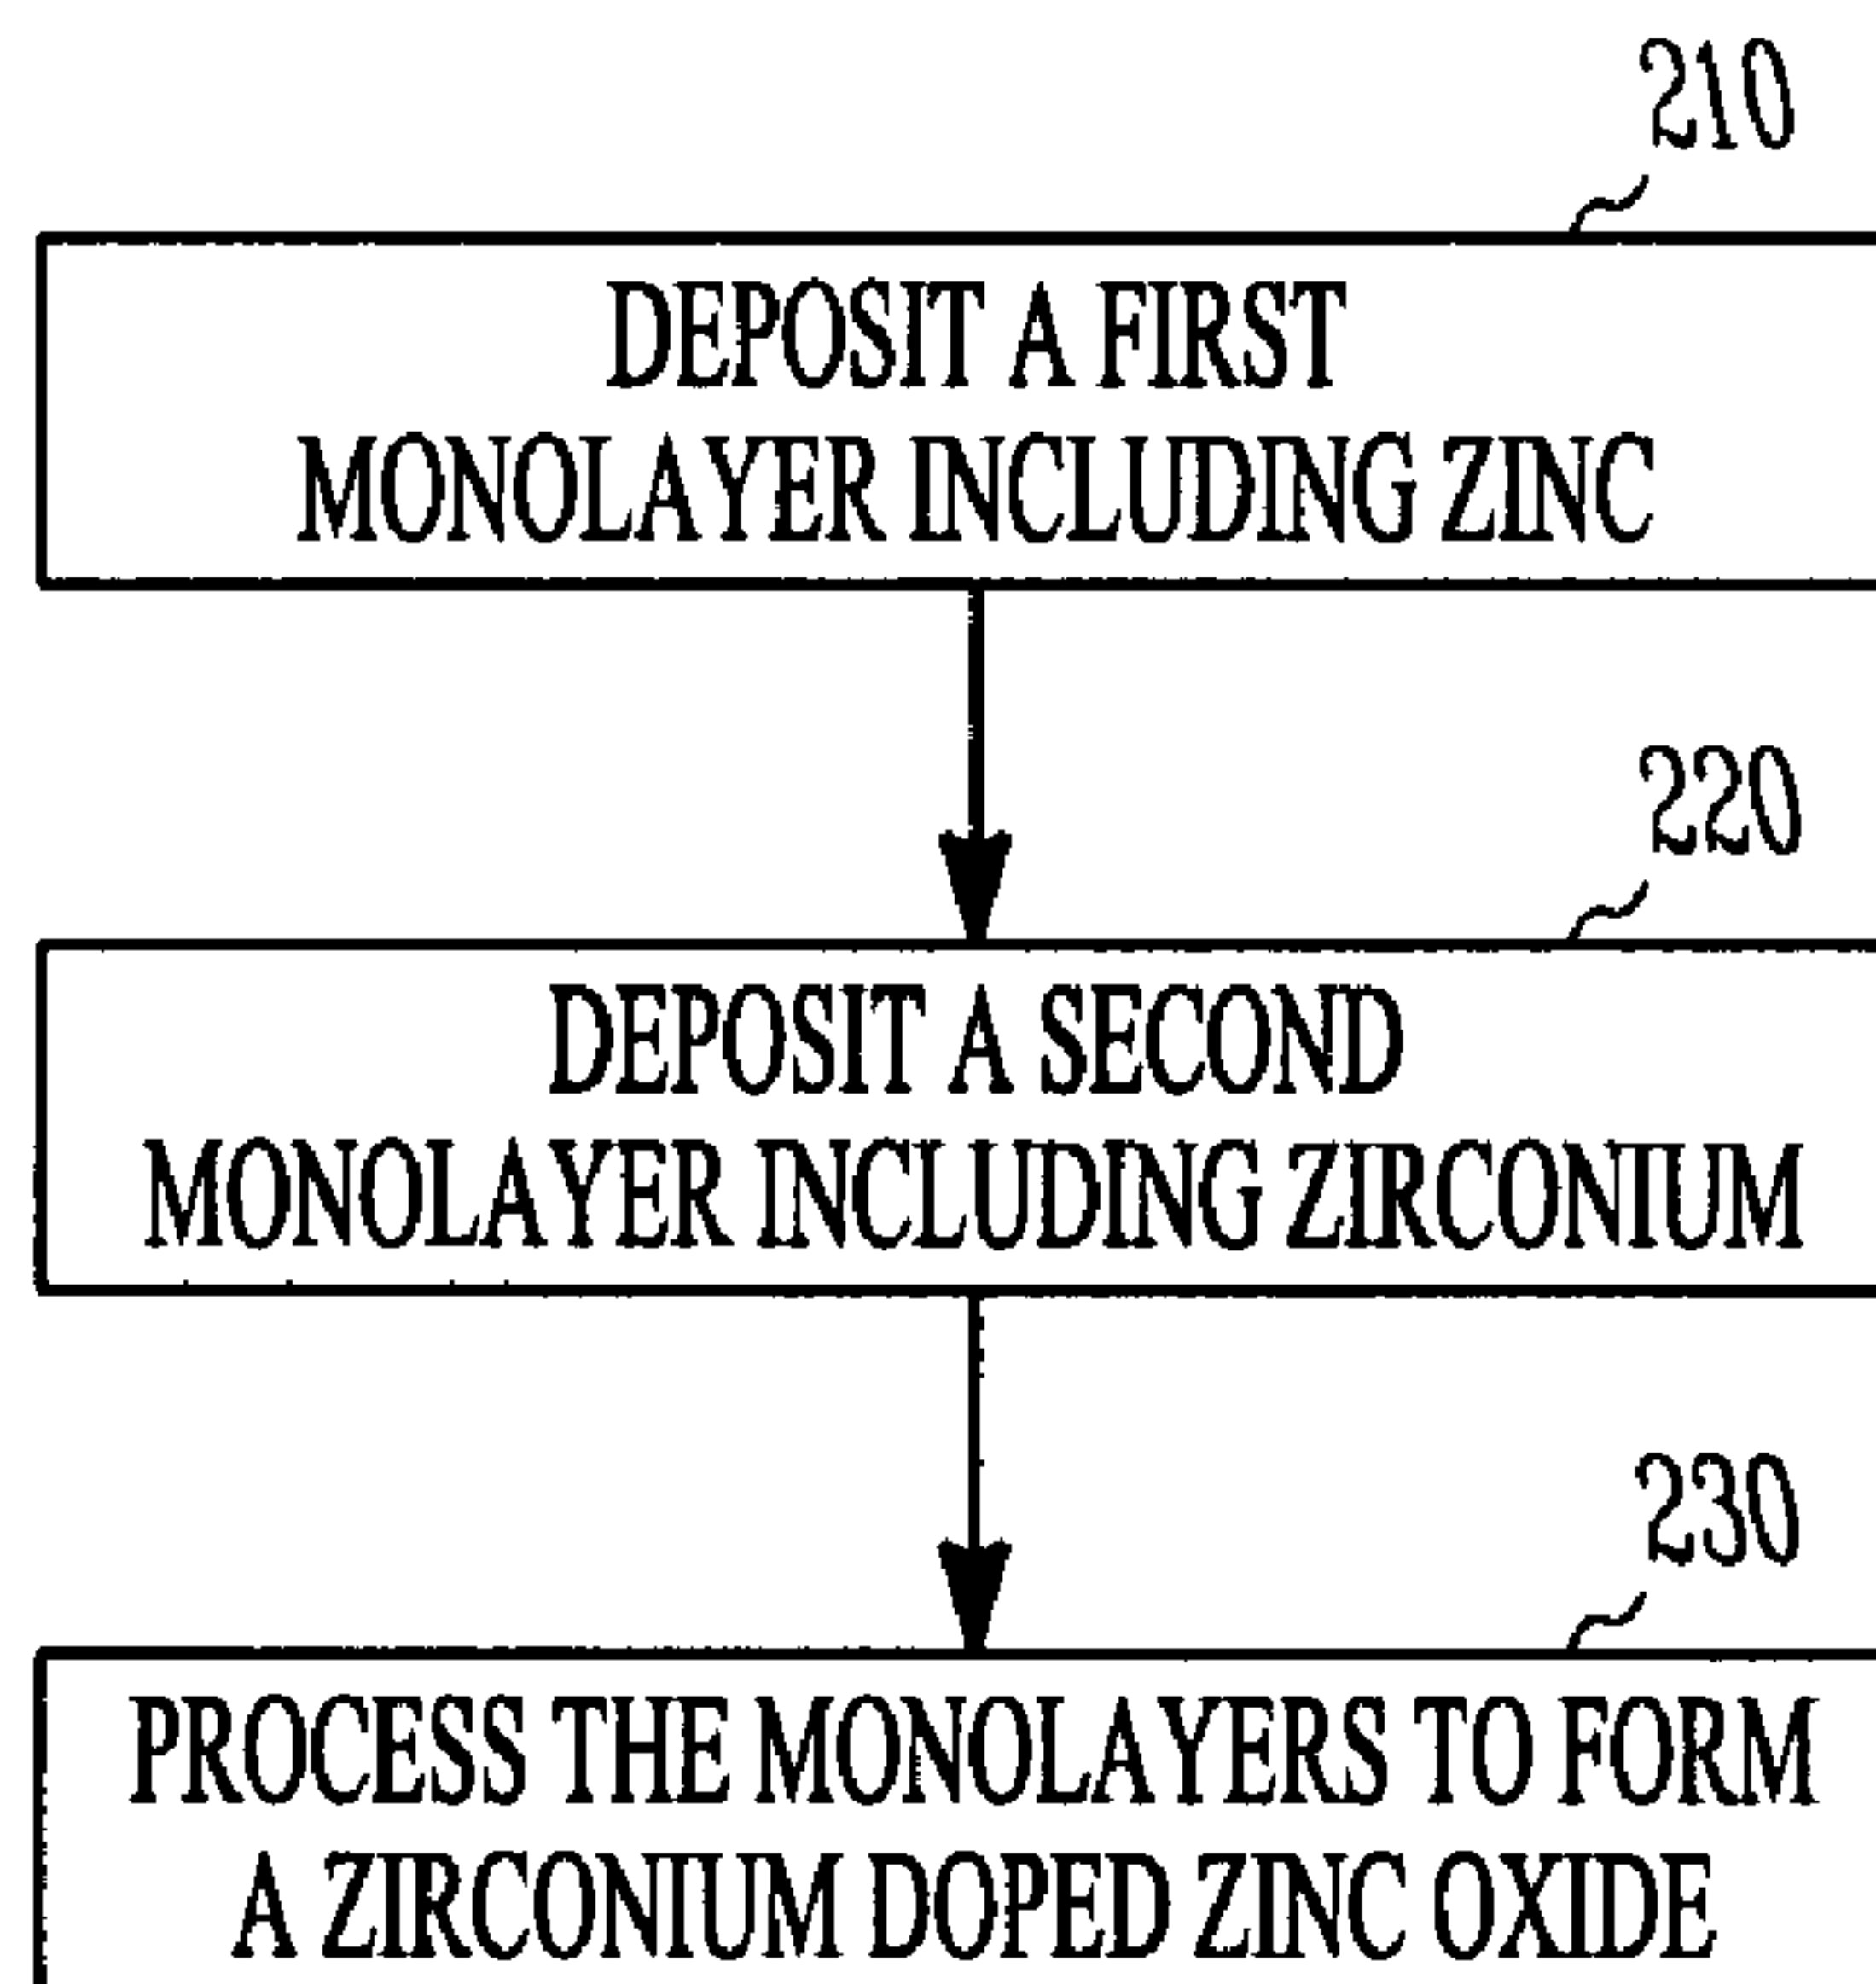 210
DEPOSIT A FIRST
MONOLAYER INCLUDING ZINC
220
DEPOSIT A SECOND
MONOLAYER INCLUDING ZIRCONIUM
230
PROCESS THE MONOLAYERS TO FORM
A ZIRCONIUM DOPED ZINC OXIDE